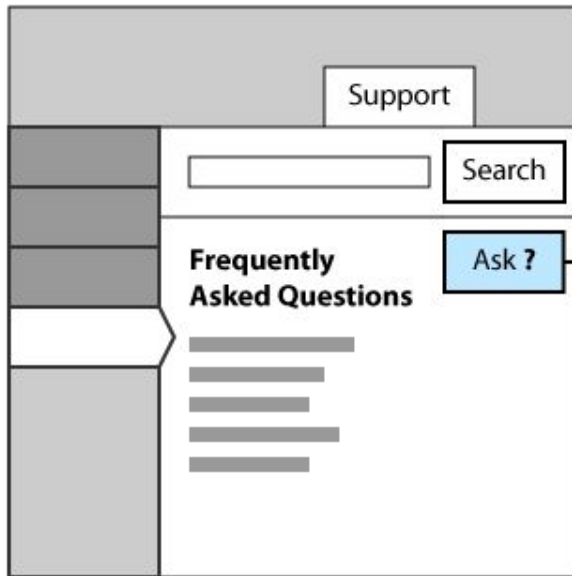 Support
Search
Frequently
Asked Questions
Ask ?